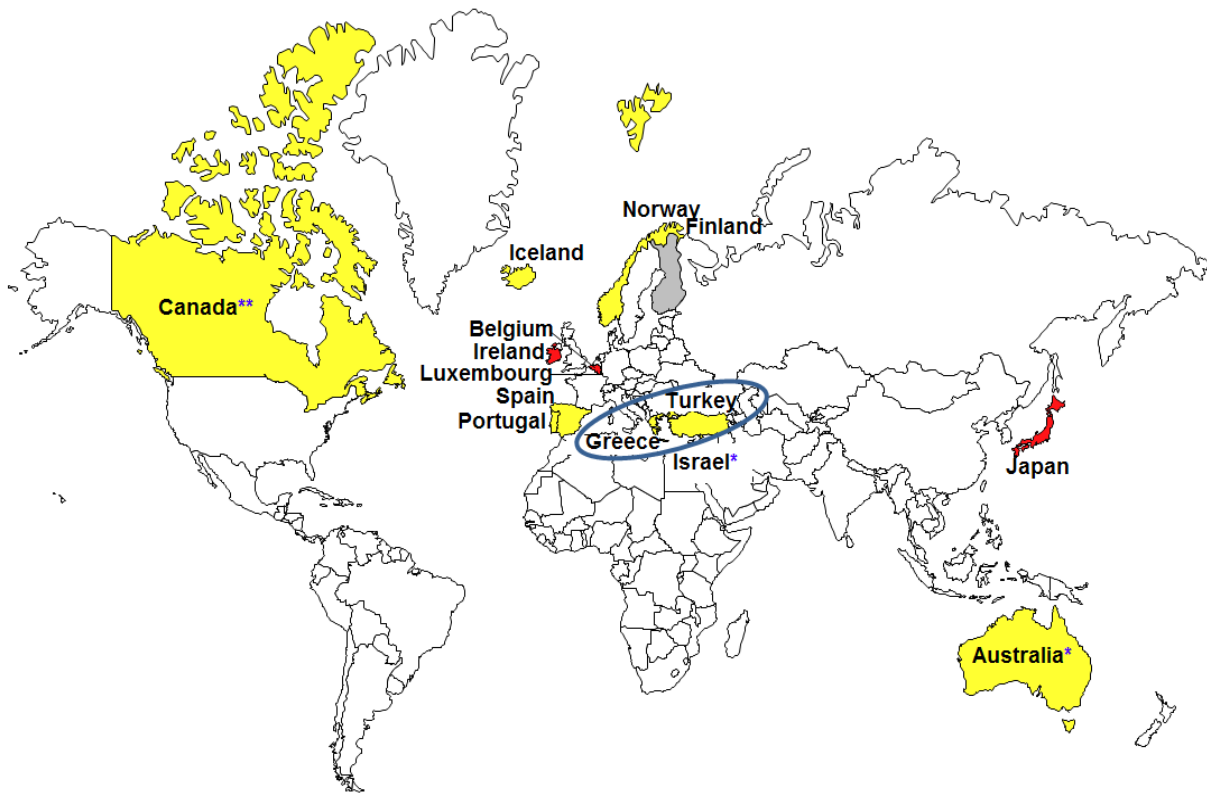 Norway
Finland
Iceland
Canada**
Belgium
Ireland
Luxembourg
Spain
Turkey
Portugal
Greece
Israel*
Japan
Australia*